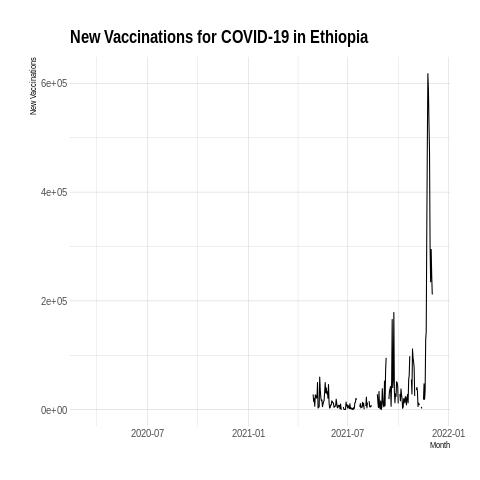 New Vaccinations for COVID-19 in Ethiopia
New Vaccinations
6e+05
4e+05
2e+05
0e+00
2020-07 2021-01 2021-07 2022-01
Month